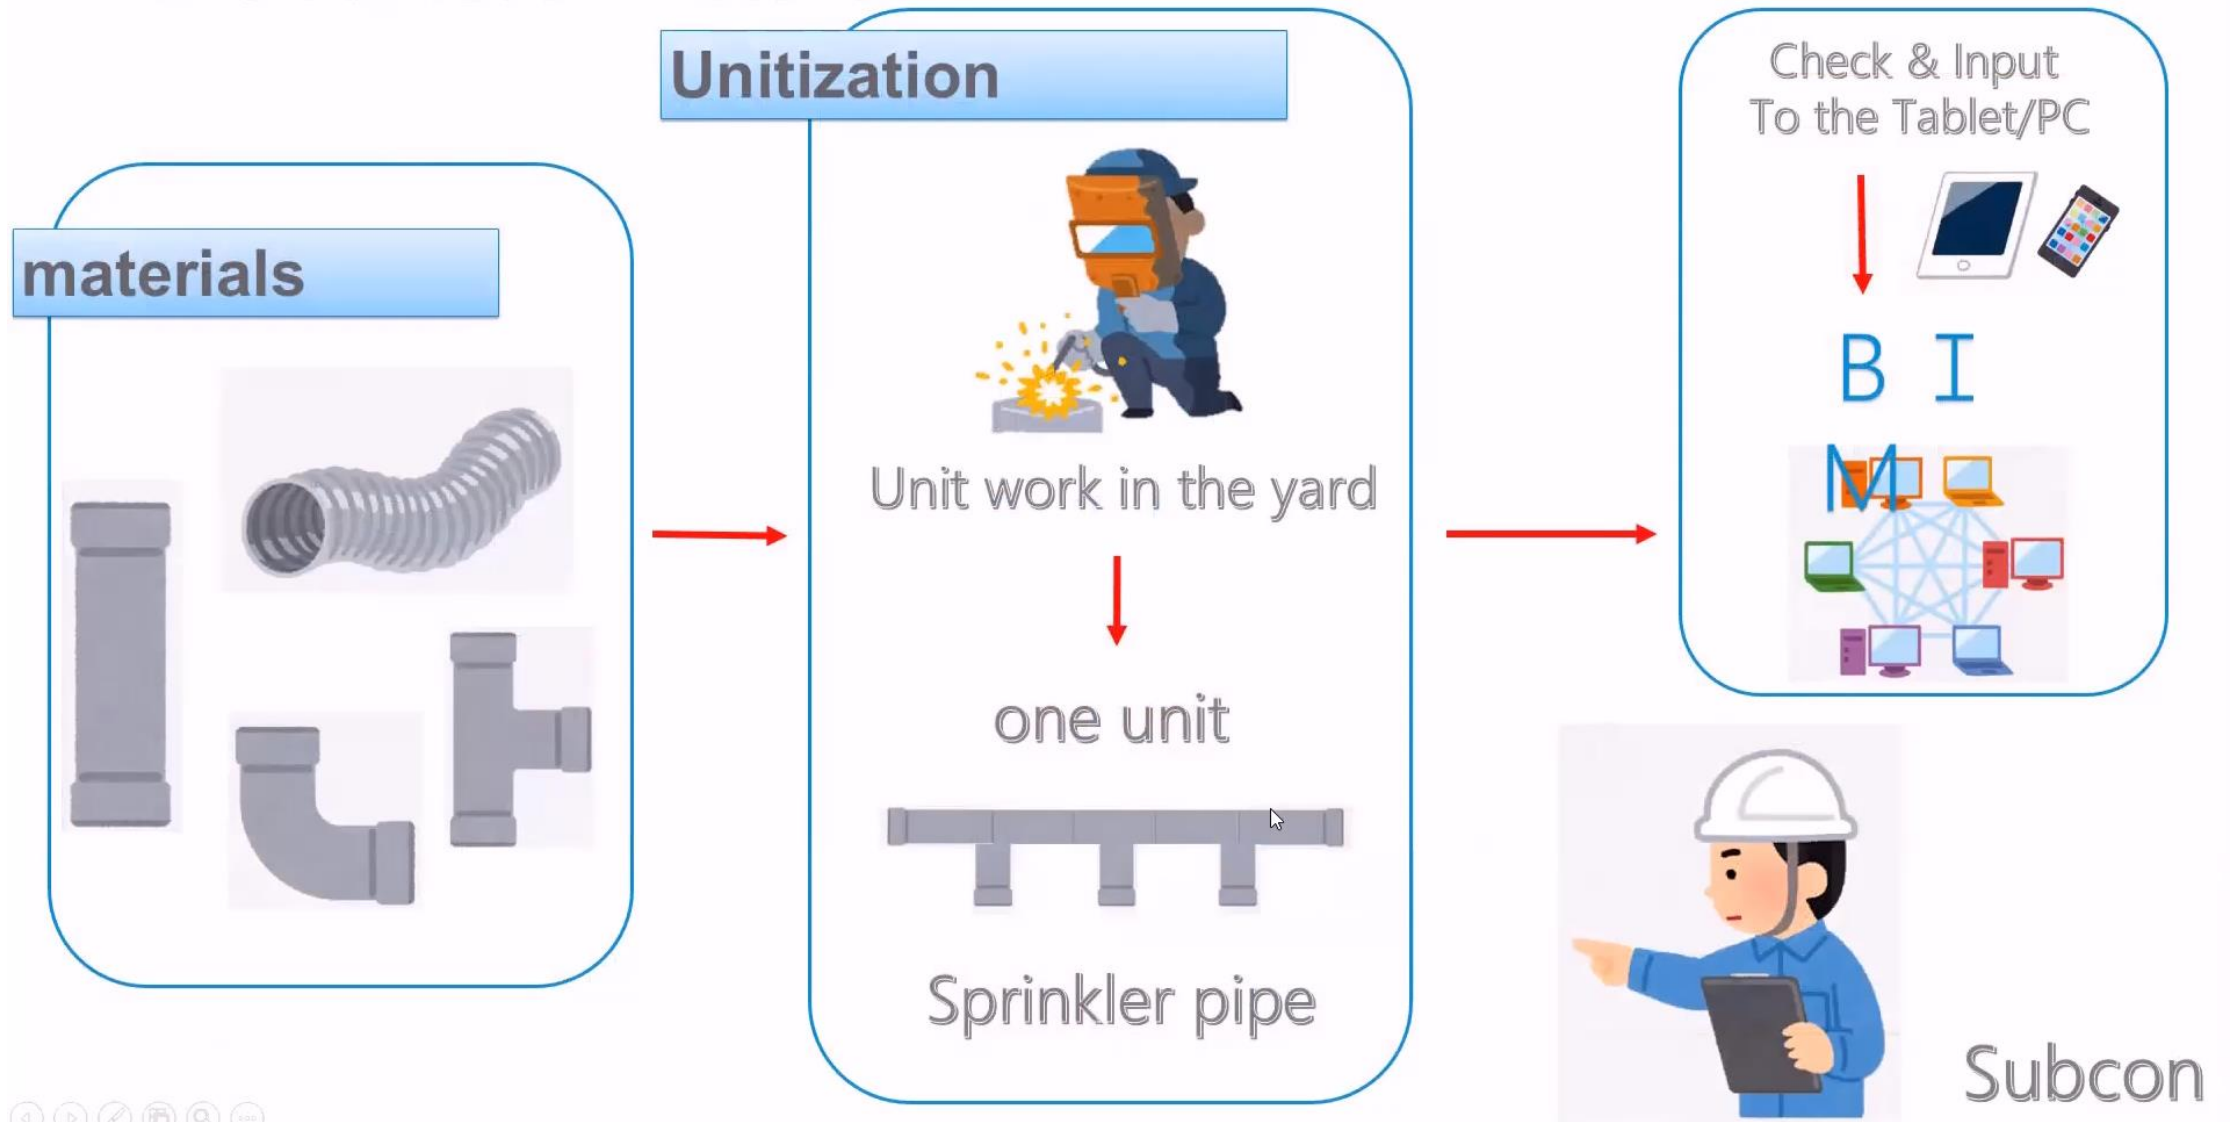 materials
Unitization
Unit work in the yard
one unit
Sprinkler pipe
Check & Input
To the Tablet/PC
B I
M
Subcon